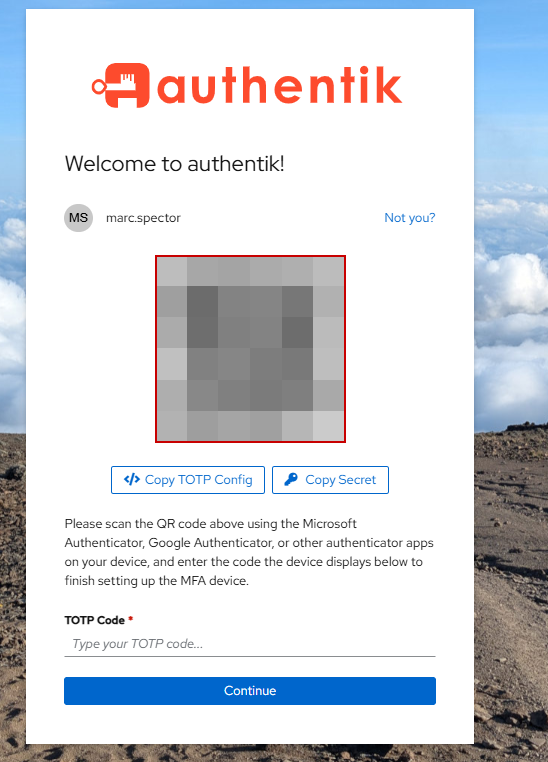 authentik
Welcome to authentik!
MS marc.spector Not you?
</> Copy TOTP Config Copy Secret
Please scan the QR code above using the Microsoft
Authenticator, Google Authenticator, or other authenticator apps
on your device, and enter the code the device displays below to
finish setting up the MFA device.
TOTP Code *
Type your TOTP code...
Continue